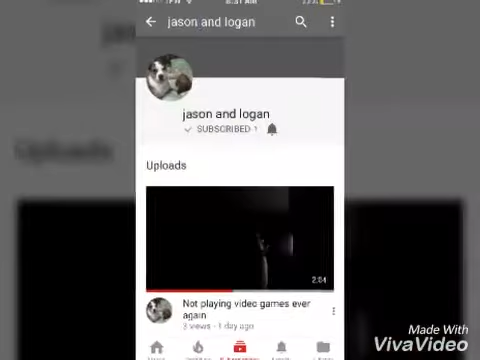 jason and logan
jason and logan
SUBSCRIBED 1
Uploads
2:04
Not playing video games ever
again
3 views · 1 day ago
Made With
VivaVideo